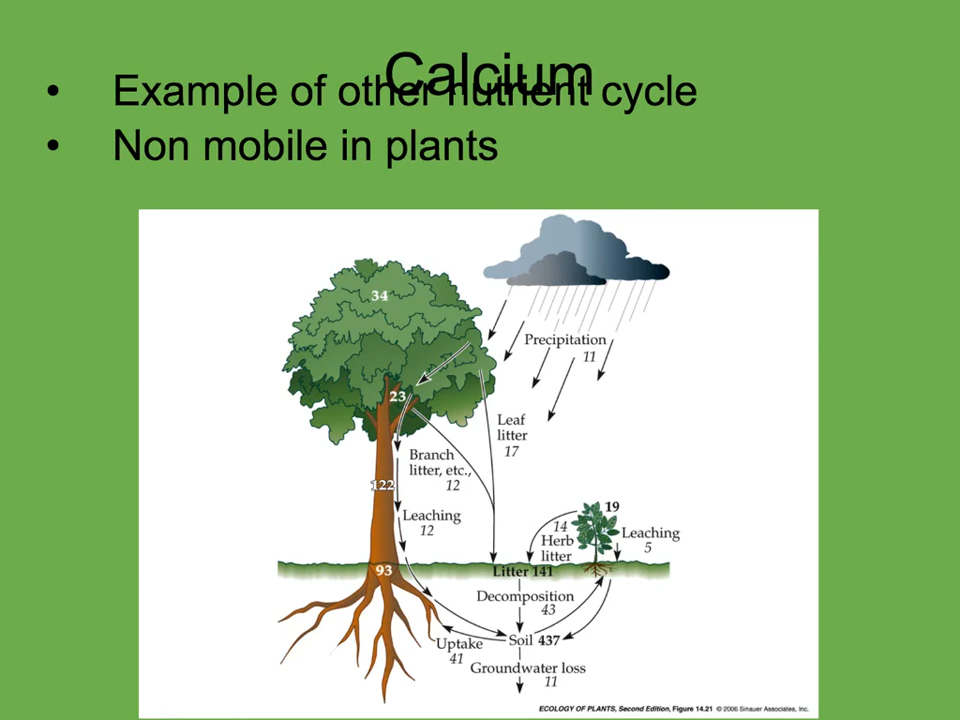 Calcium
• Example of other nutrient cycle
• Non mobile in plants
34
Precipitation
11
23
Leaf
litter
17
Branch
litter, etc.,
12
122
Leaching
12
19
14
Herb
litter
Leaching
5
93
Litter 141
Decomposition
43
Soil 437
Uptake
41
Groundwater loss
11
ECOLOGY OF PLANTS, Second Edition, Figure 14.21 © 2006 Sinauer Associates, Inc.